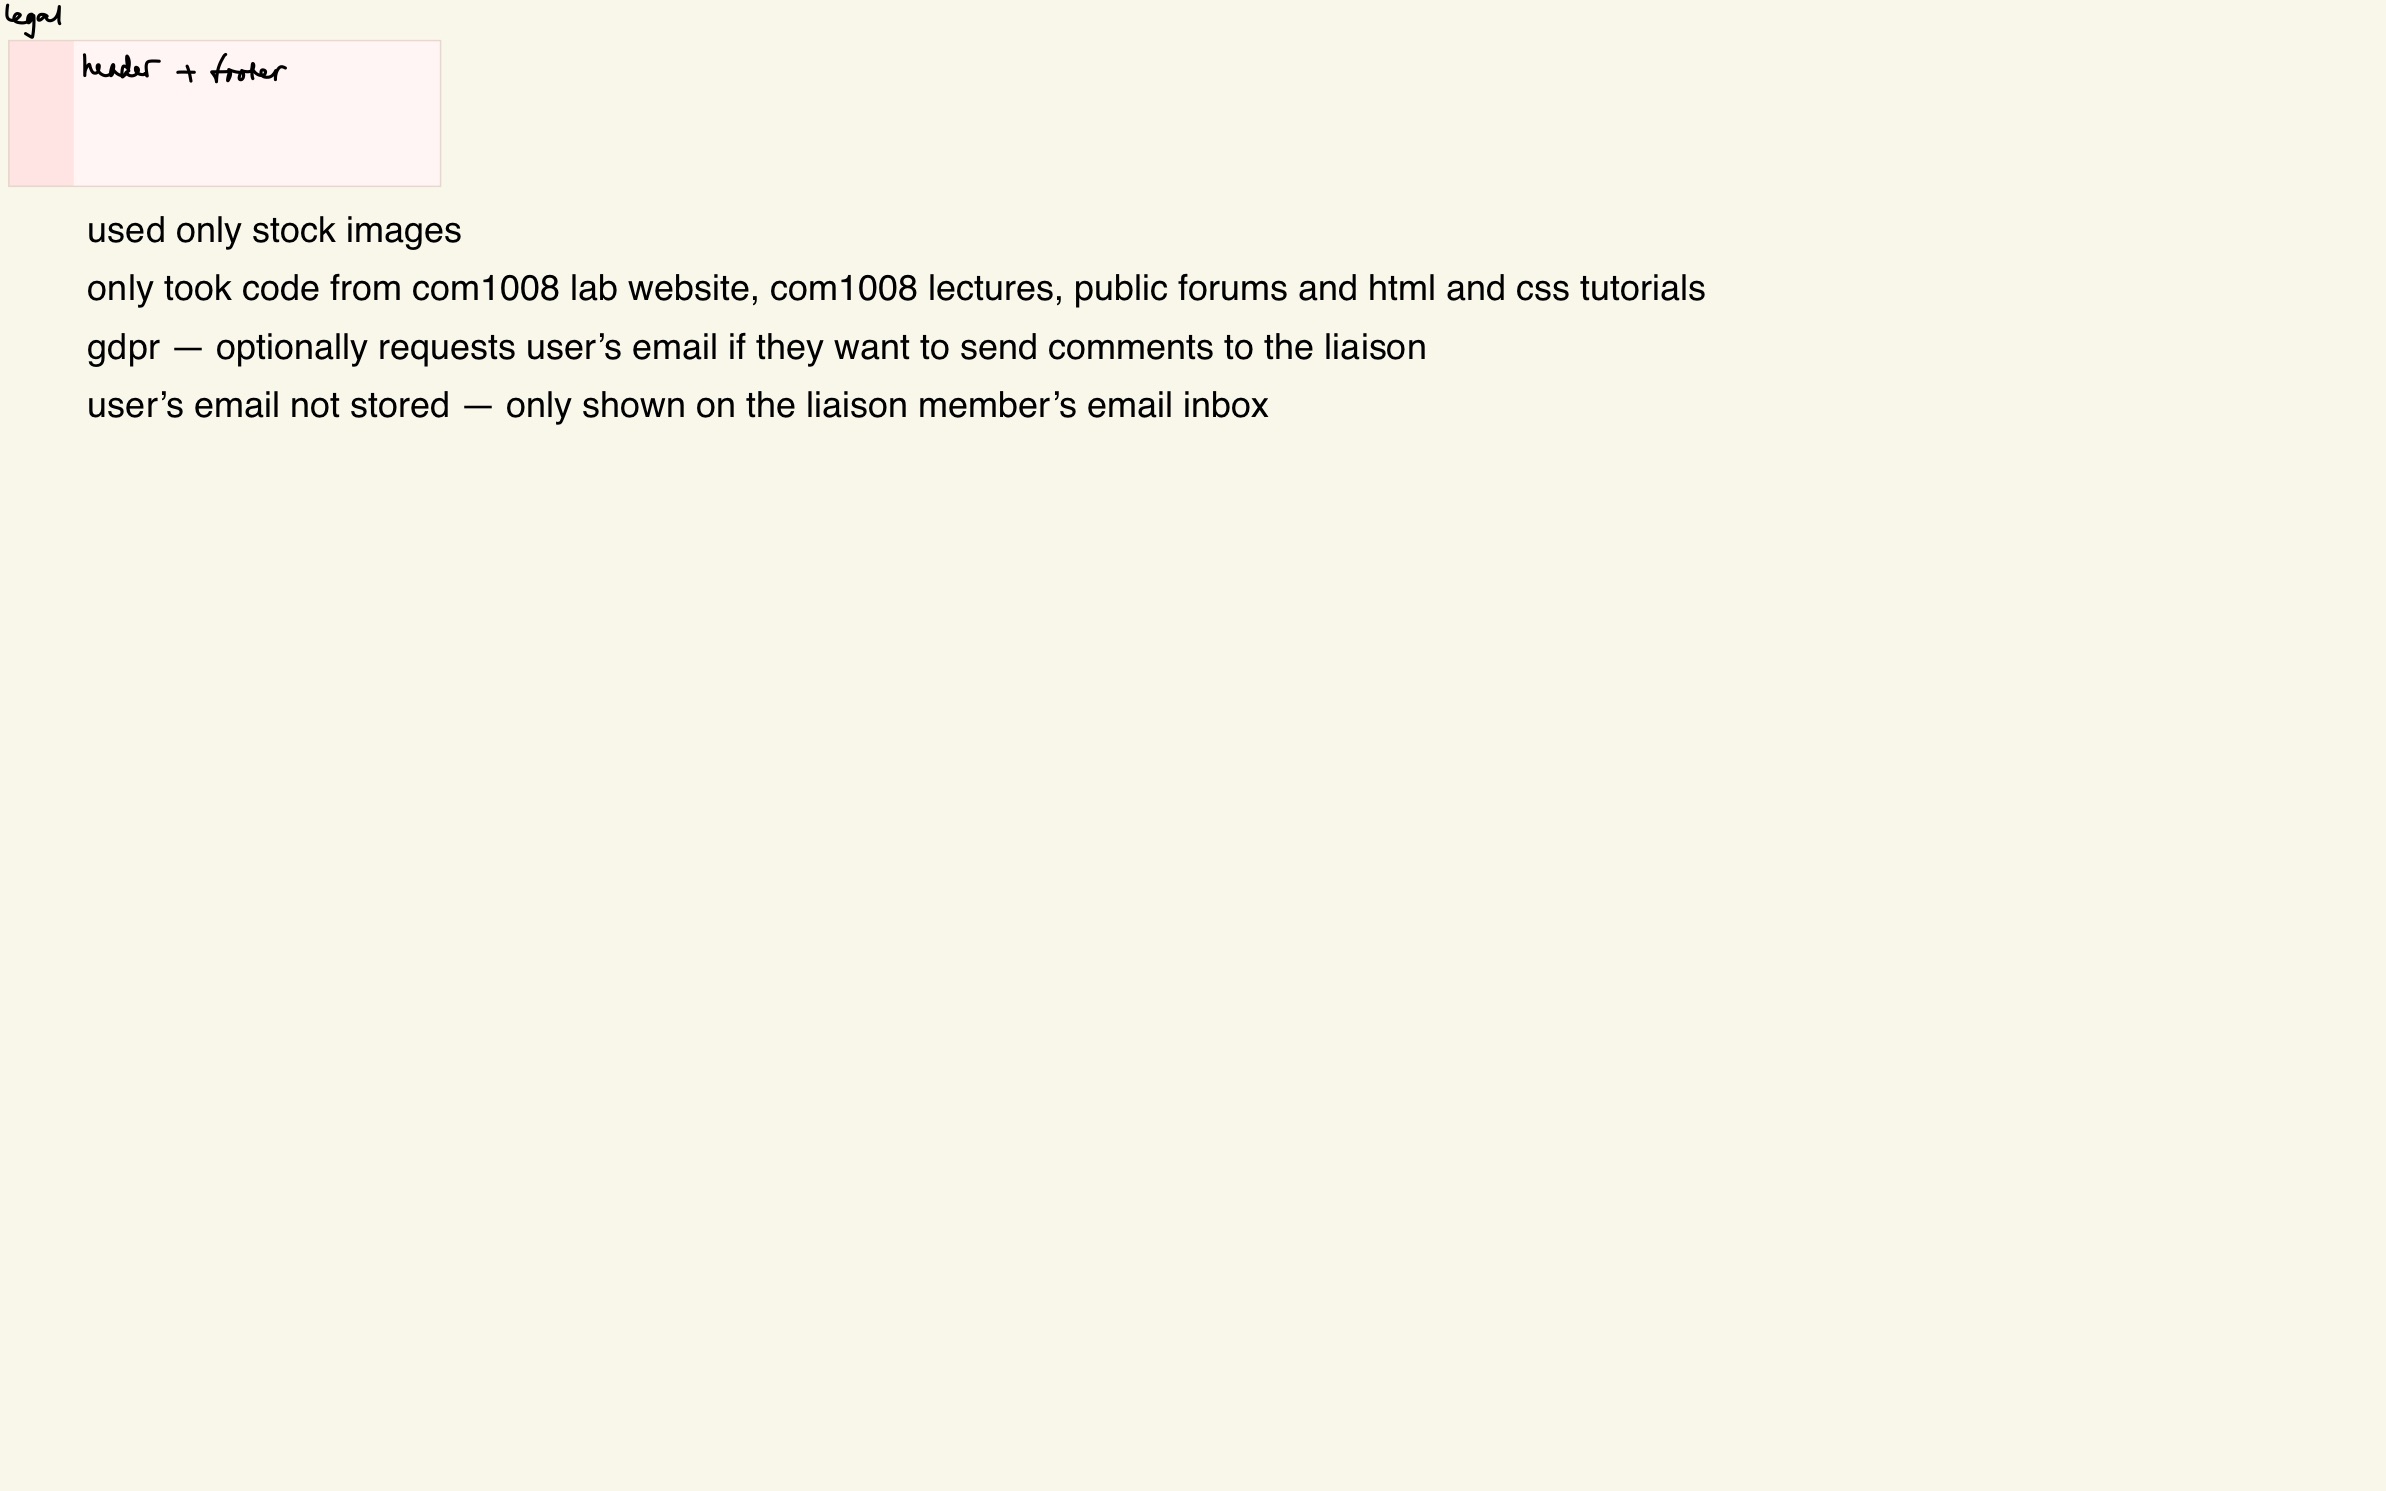 legal
header + footer
used only stock images
only took code from com1008 lab website, com1008 lectures, public forums and html and css tutorials
gdpr — optionally requests user’s email if they want to send comments to the liaison
user’s email not stored — only shown on the liaison member’s email inbox